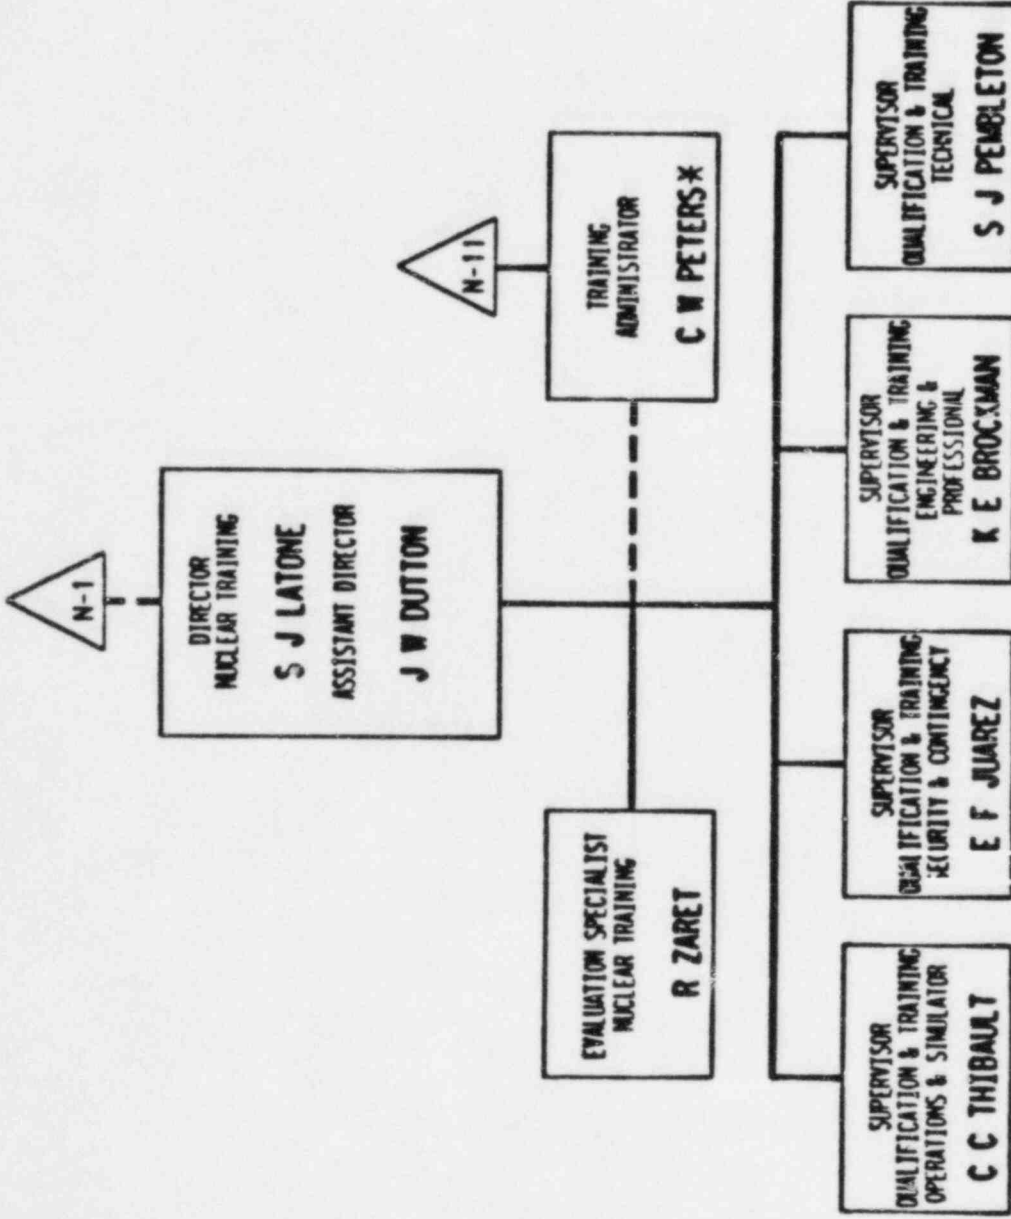 N-1
DIRECTOR
NUCLEAR TRAINING
S J LATONE
ASSISTANT DIRECTOR
J W DUTTON
N-11
TRAINING
ADMINISTRATOR
C W PETERS*
EVALUATION SPECIALIST
NUCLEAR TRAINING
R ZARET
SUPERVISOR
QUALIFICATION & TRAINING
OPERATIONS & SIMULATOR
C C THIBAULT
SUPERVISOR
QUALIFICATION & TRAINING
SECURITY & CONTINGENCY
E F JUAREZ
SUPERVISOR
QUALIFICATION & TRAINING
ENGINEERING &
PROFESSIONAL
K E BROCKMAN
SUPERVISOR
QUALIFICATION & TRAINING
TECHNICAL
S J PEMBLETON